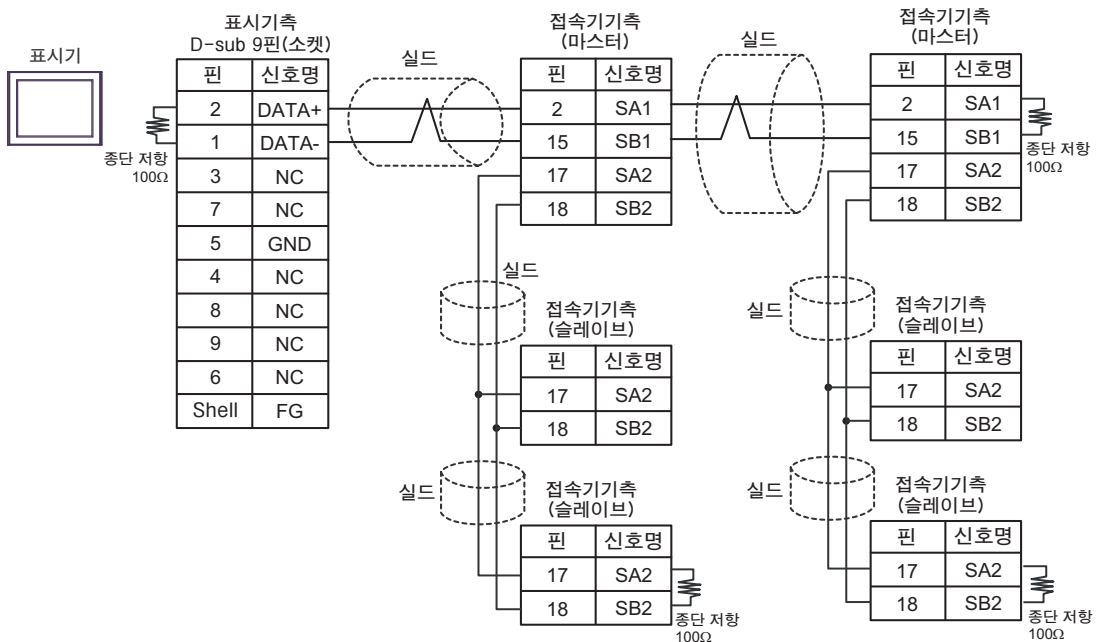 표시기
표시기측
D-sub 9핀(소켓)
핀 신호명
2 DATA+
1 DATA-
3 NC
7 NC
5 GND
4 NC
8 NC
9 NC
6 NC
Shell FG
종단 저항
100Ω
실드
접속기기측
(마스터)
핀 신호명
2 SA1
15 SB1
17 SA2
18 SB2
실드
접속기기측
(마스터)
핀 신호명
2 SA1
15 SB1
17 SA2
18 SB2
종단 저항
100Ω
실드
접속기기측
(슬레이브)
핀 신호명
17 SA2
18 SB2
실드
접속기기측
(슬레이브)
핀 신호명
17 SA2
18 SB2
종단 저항
100Ω
실드
접속기기측
(슬레이브)
핀 신호명
17 SA2
18 SB2
실드
접속기기측
(슬레이브)
핀 신호명
17 SA2
18 SB2
종단 저항
100Ω